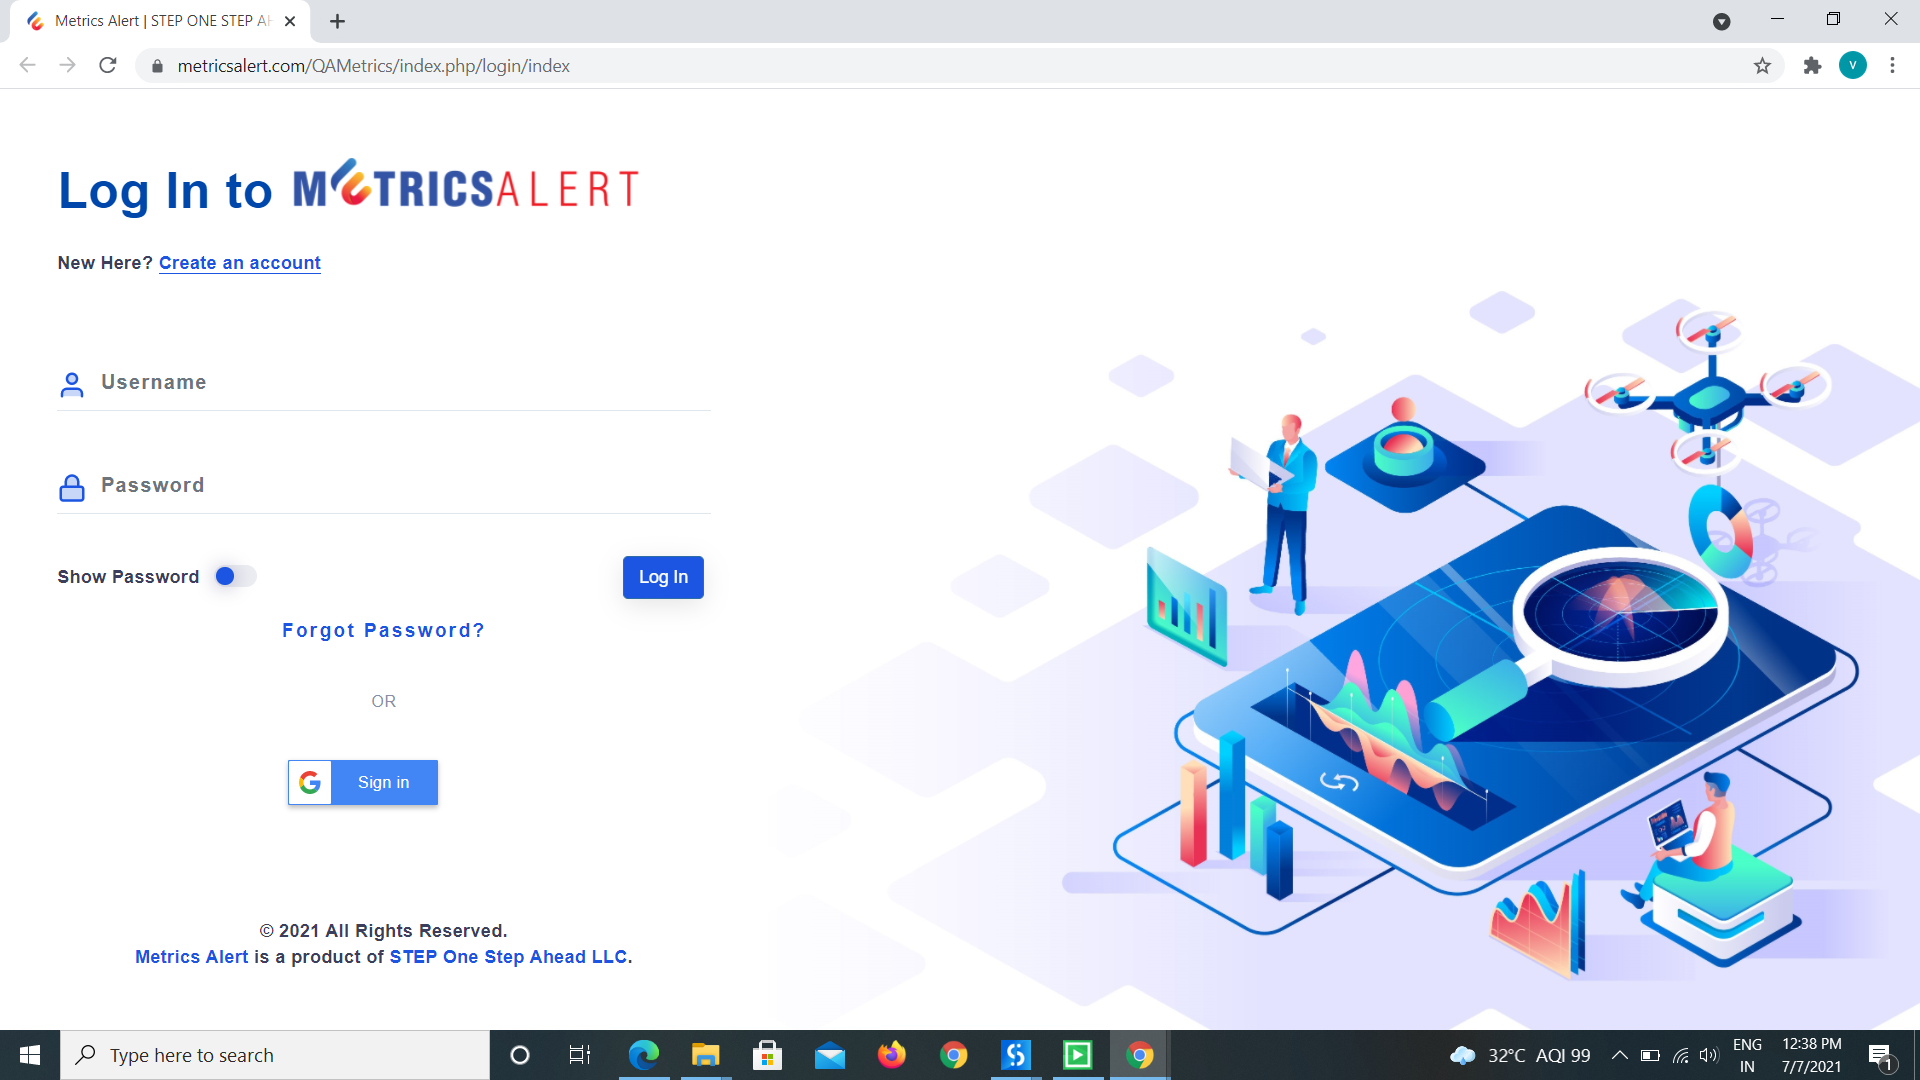 Metrics Alert | STEP ONE STEP AH
metricsalert.com/QAMetrics/index.php/login/index
V
Log In to METRICSALERT
New Here? Create an account
Username
Password
Show Password
Log In
Forgot Password?
OR
G Sign in
© 2021 All Rights Reserved.
Metrics Alert is a product of STEP One Step Ahead LLC.
Type here to search
32°C AQI 99
ENG
IN
12:38 PM
7/7/2021
1